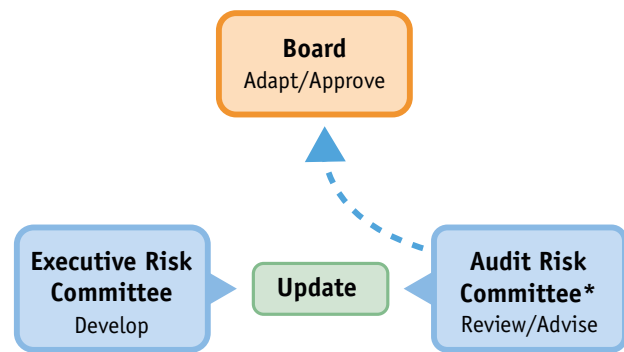 Board
Adapt/Approve
Executive Risk
Committee
Develop
Update
Audit Risk
Committee*
Review/Advise